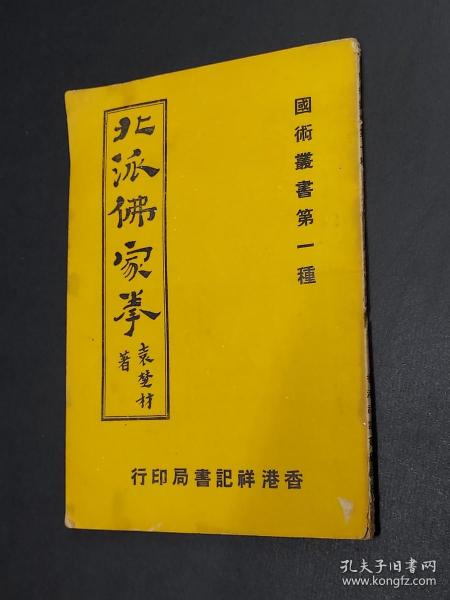 國術叢書第一種
北派佛家拳
袁楚材
著
香港祥記書局印行
孔夫子旧书网
www.kongfz.com